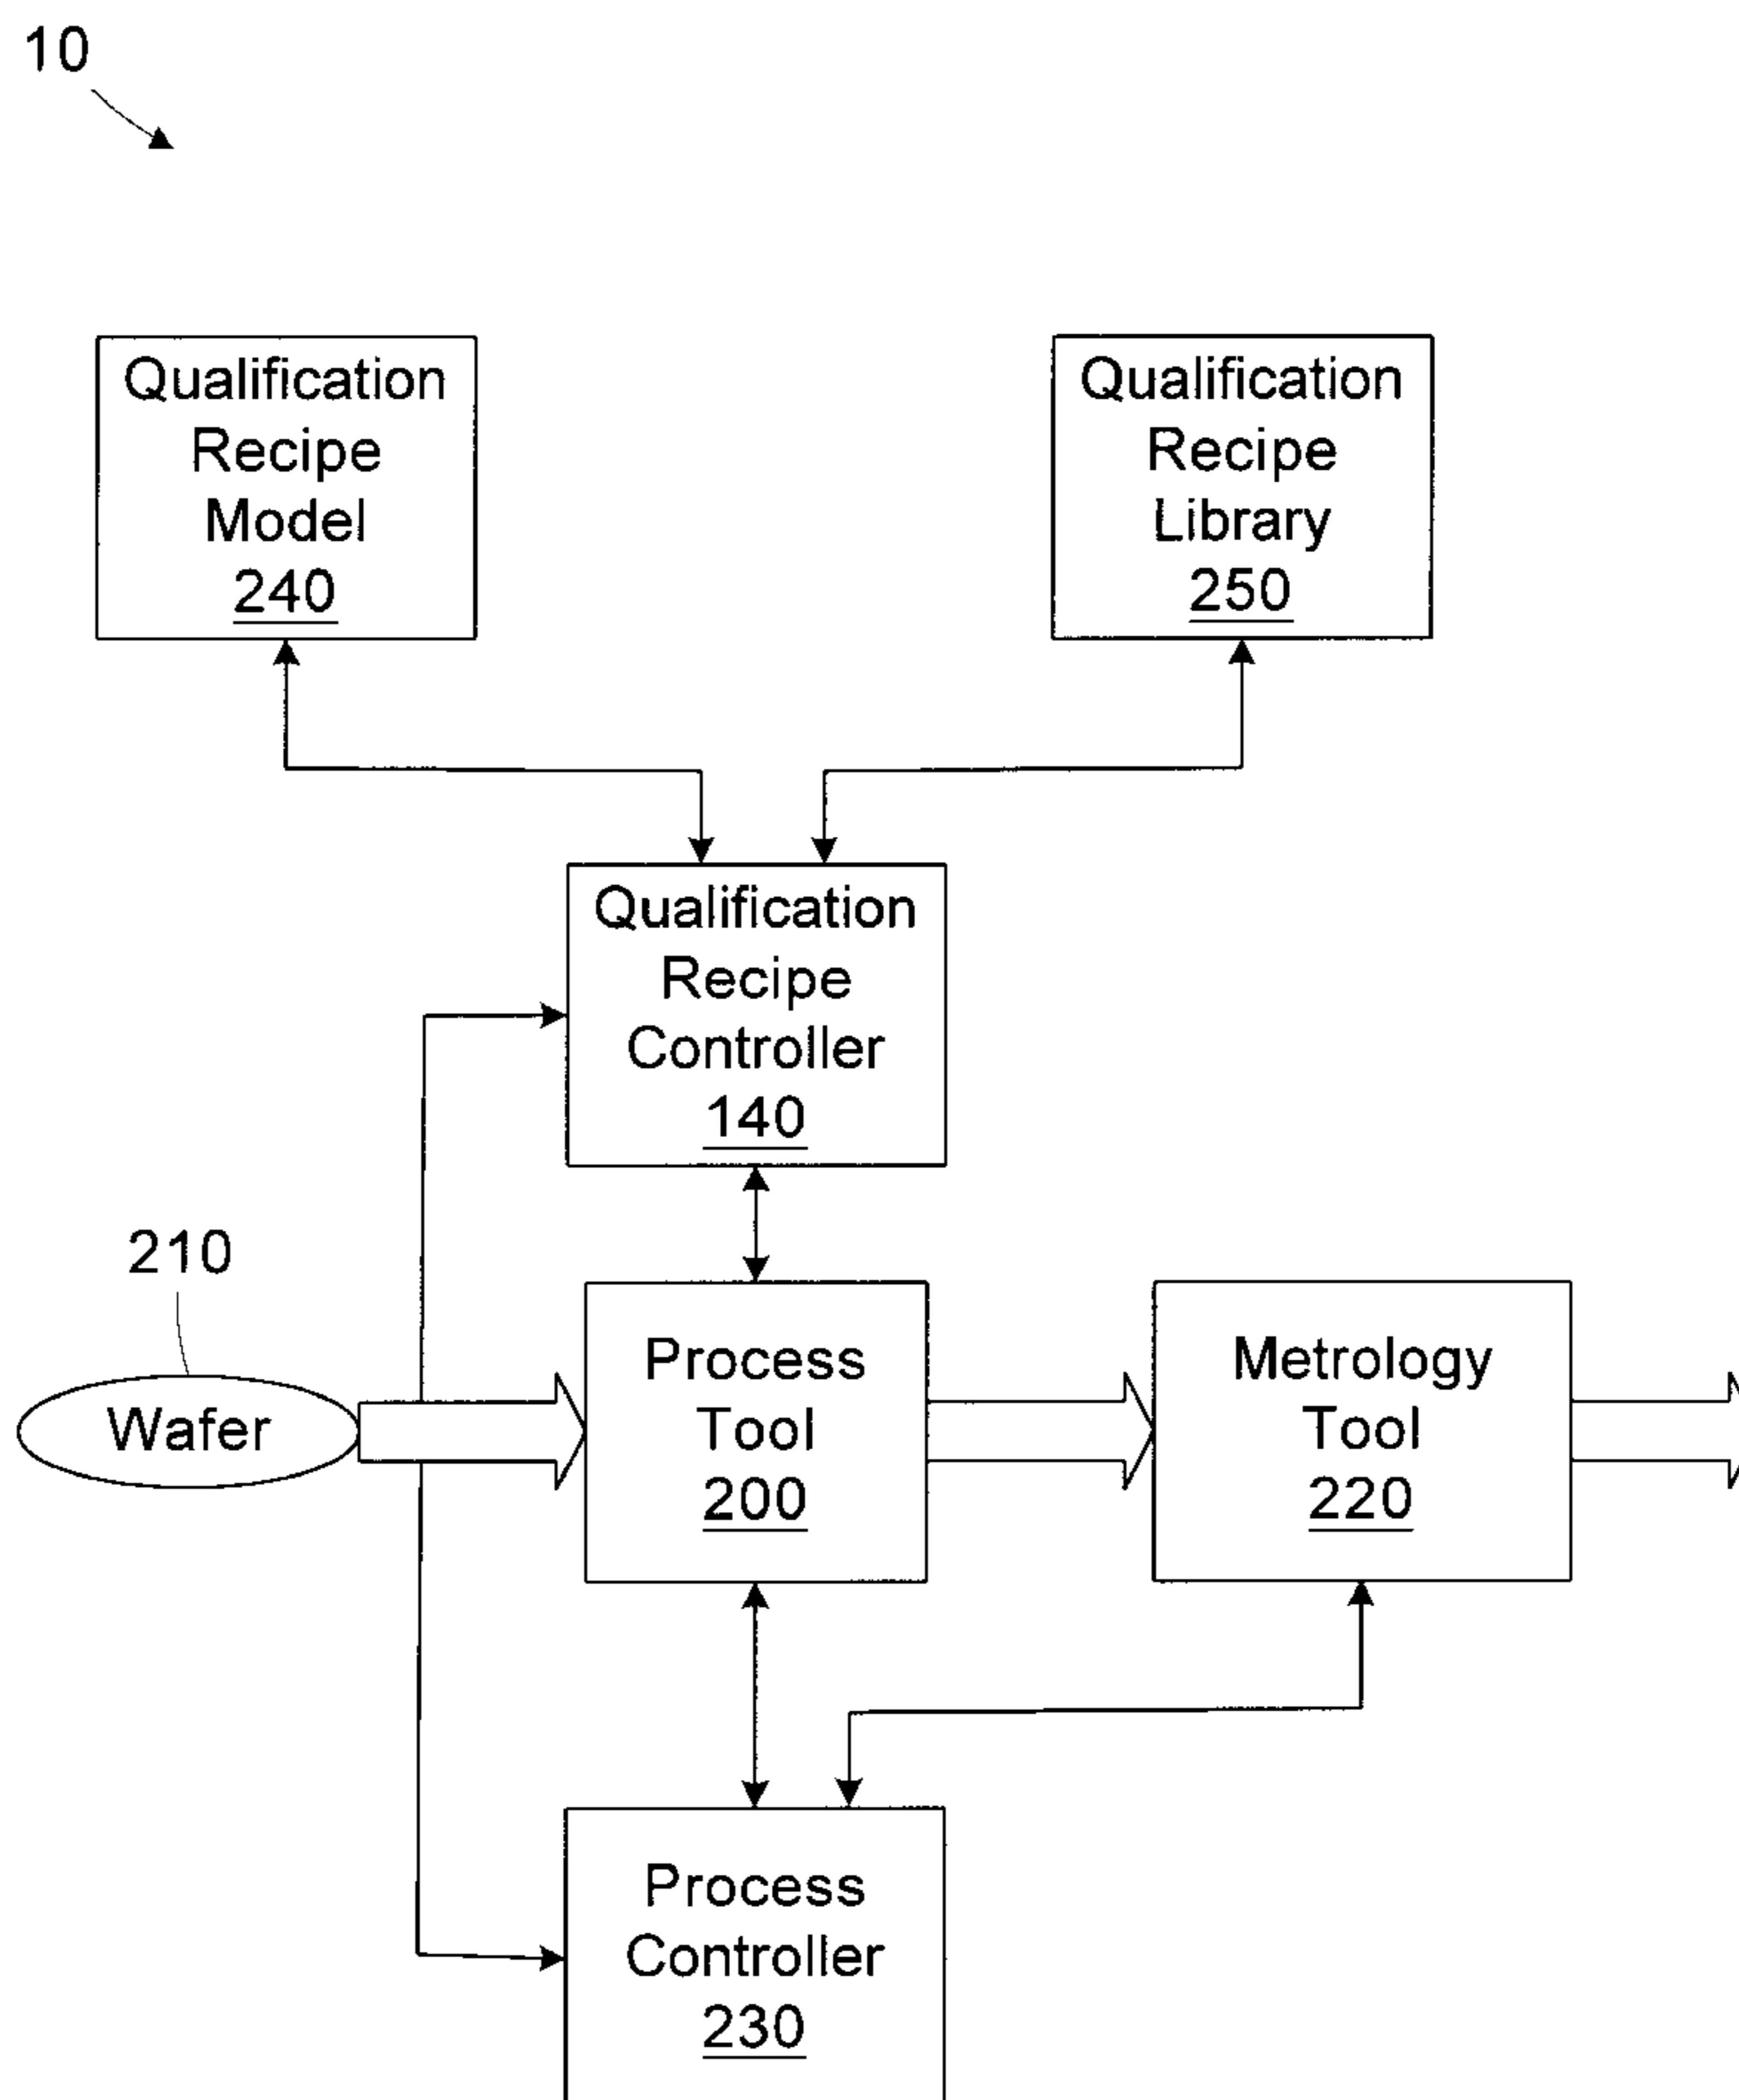 10
Qualification
Recipe
Model
240
Qualification
Recipe
Library
250
Qualification
Recipe
Controller
140
210
Wafer
Process
Tool
200
Metrology
Tool
220
Process
Controller
230